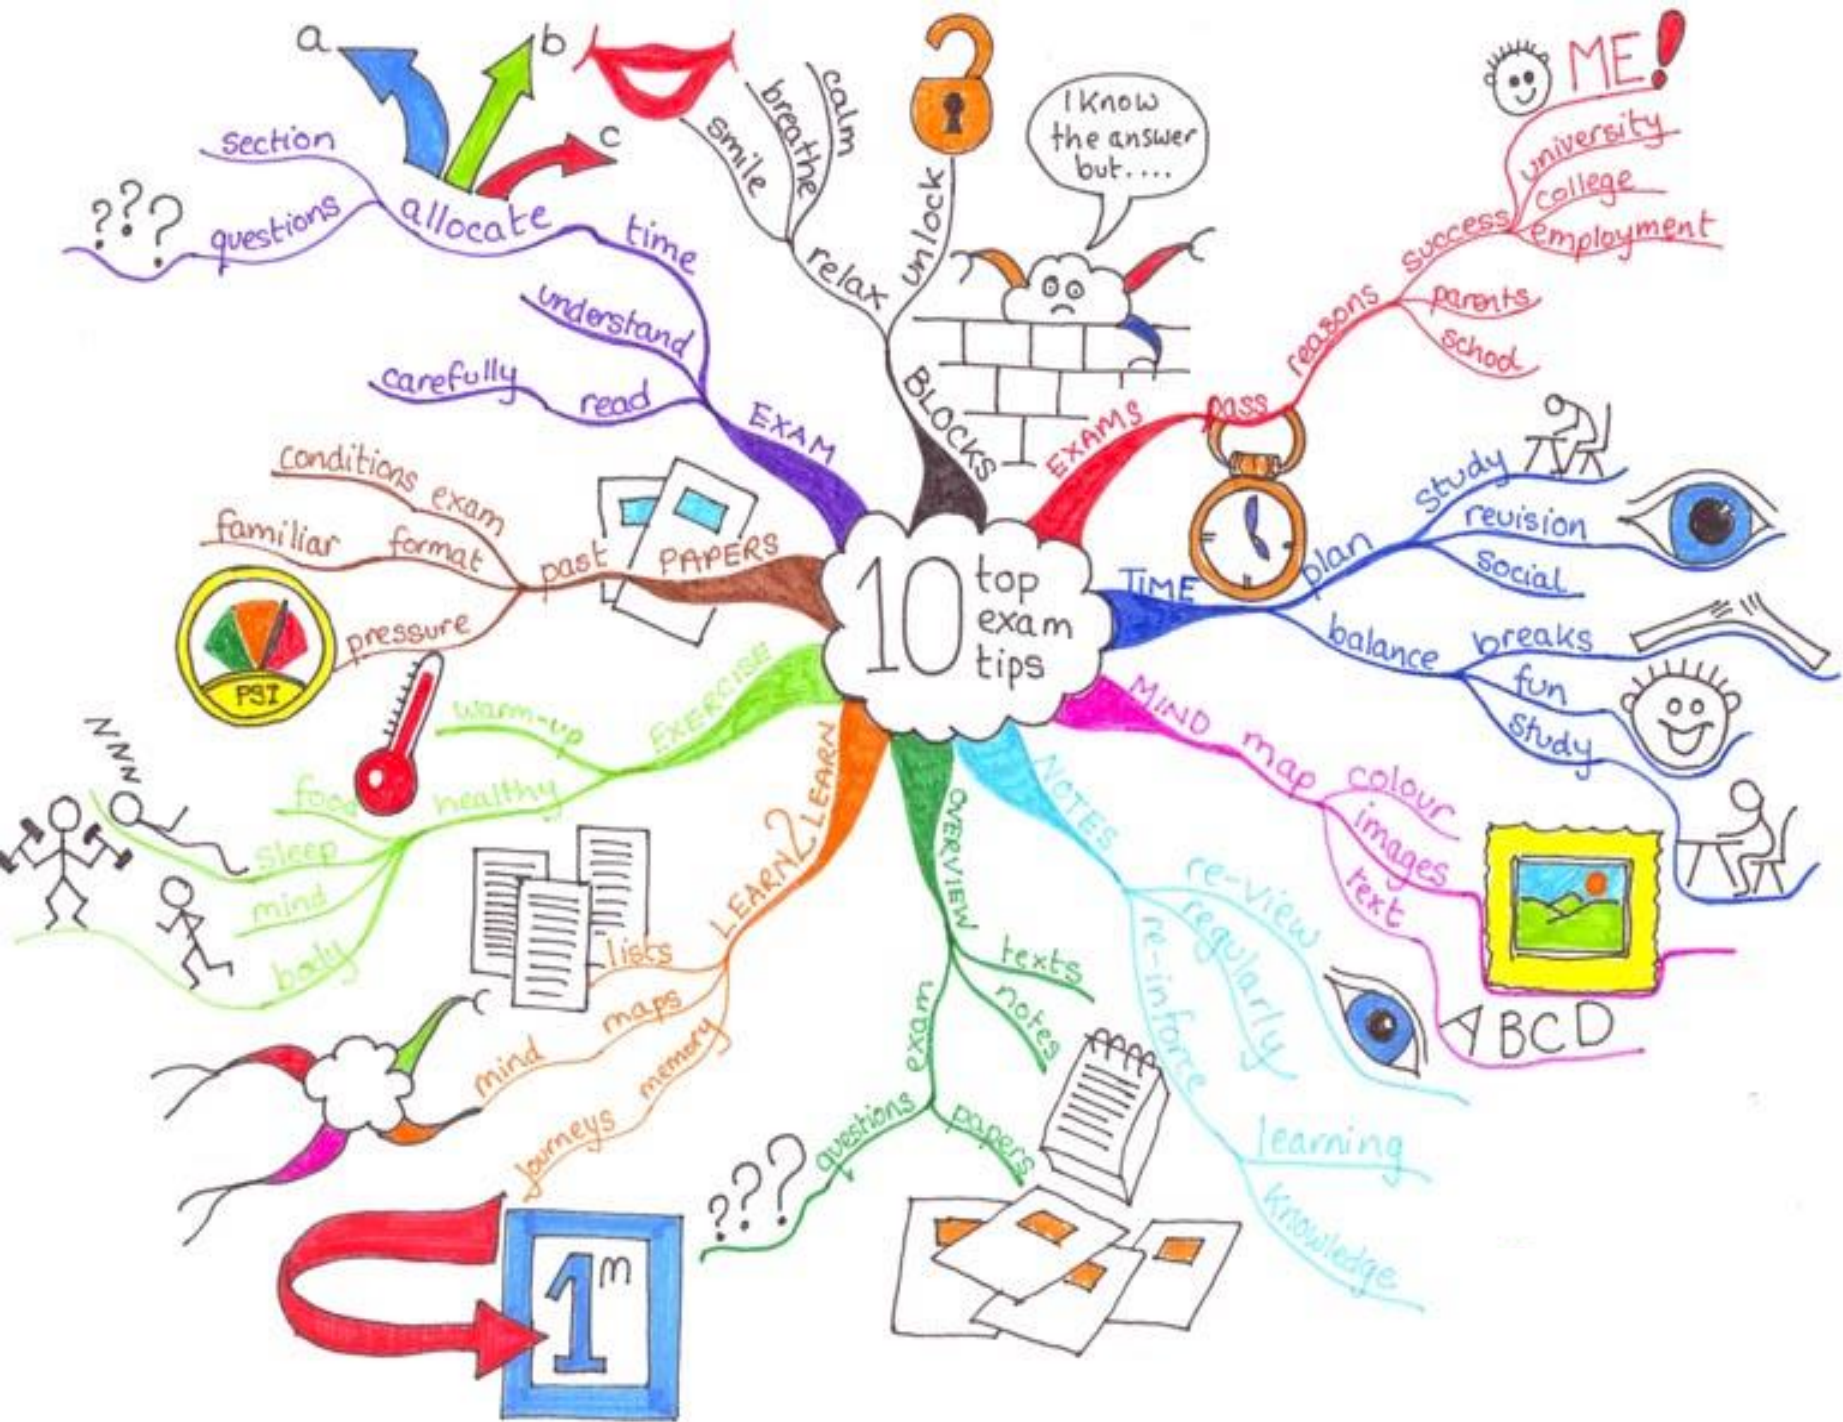 10
top
exam
tips
EXAMS
pass
reasons
success
ME!
university
college
employment
parents
school
TIME
plan
study
revision
social
balance
breaks
fun
study
MIND
map
colour
images
text
ABCD
NOTES
re-view
regularly
re-inforce
learning
knowledge
OVERVIEW
texts
notes
exam
papers
questions
???
LEARN 2 LEARN
lists
maps
mind
memory
journeys
1m
EXERCISE
warm-up
healthy
food
sleep
zzzz
mind
body
PAPERS
past
exam
conditions
format
familiar
pressure
PSI
EXAM
time
allocate
a
b
c
section
questions
???
understand
read
carefully
BLOCKS
relax
smile
breathe
calm
unlock
I know
the answer
but....